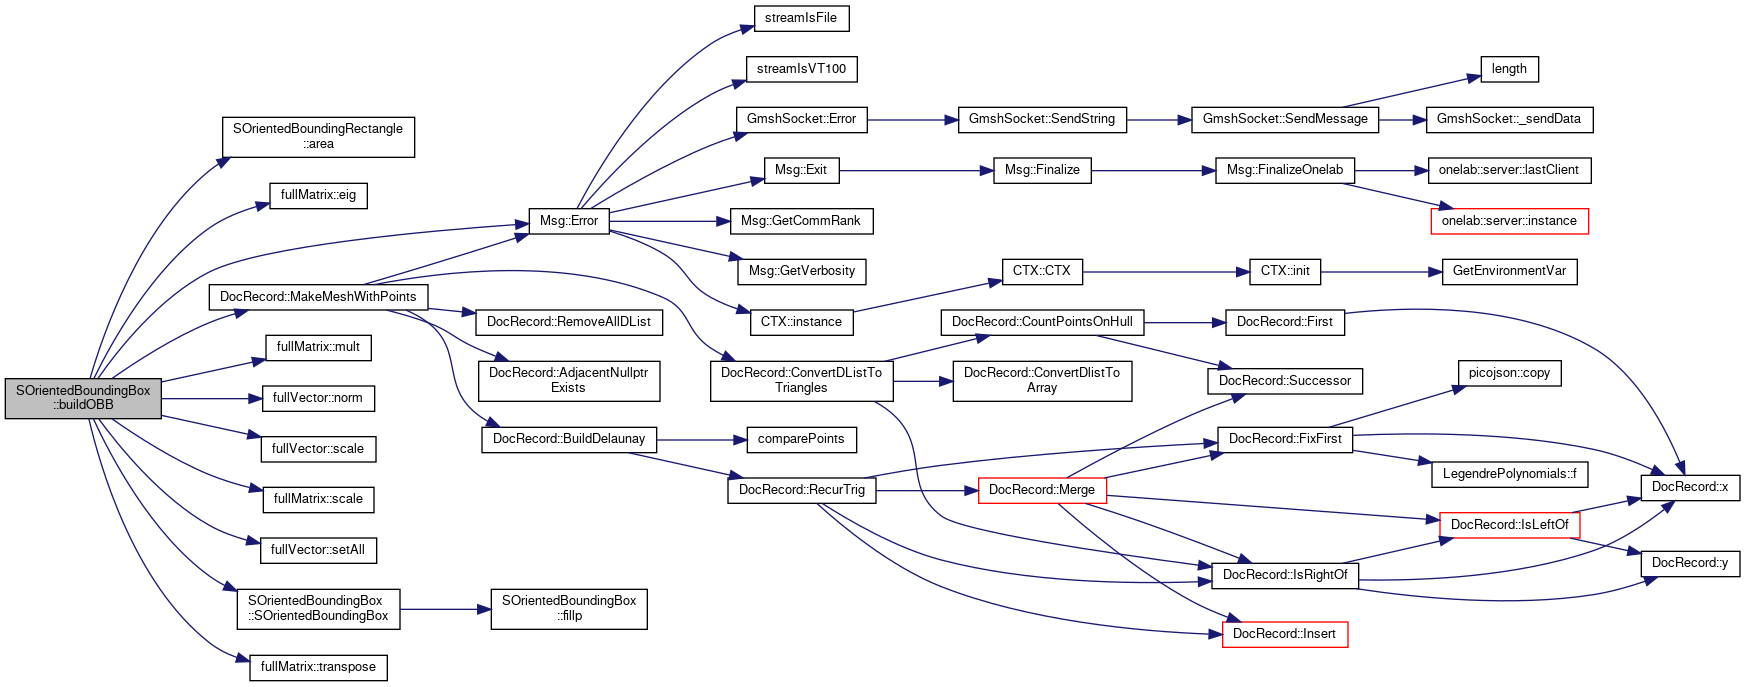 SOrientedBoundingBox
::buildOBB
SOrientedBoundingRectangle
::area
fullMatrix::eig
DocRecord::MakeMeshWithPoints
fullMatrix::mult
fullVector::norm
fullVector::scale
fullMatrix::scale
fullVector::setAll
SOrientedBoundingBox
::SOrientedBoundingBox
fullMatrix::transpose
Msg::Error
DocRecord::RemoveAllDList
DocRecord::AdjacentNullptr
Exists
DocRecord::BuildDelaunay
SOrientedBoundingBox
::fillp
streamIsFile
streamIsVT100
GmshSocket::Error
Msg::Exit
Msg::GetCommRank
Msg::GetVerbosity
CTX::instance
DocRecord::ConvertDListTo
Triangles
comparePoints
DocRecord::RecurTrig
GmshSocket::SendString
Msg::Finalize
CTX::CTX
DocRecord::CountPointsOnHull
DocRecord::ConvertDlistTo
Array
DocRecord::Merge
GmshSocket::SendMessage
Msg::FinalizeOnelab
CTX::init
DocRecord::First
DocRecord::Successor
DocRecord::FixFirst
DocRecord::IsRightOf
DocRecord::Insert
length
GmshSocket::_sendData
onelab::server::lastClient
onelab::server::instance
GetEnvironmentVar
picojson::copy
LegendrePolynomials::f
DocRecord::IsLeftOf
DocRecord::x
DocRecord::y